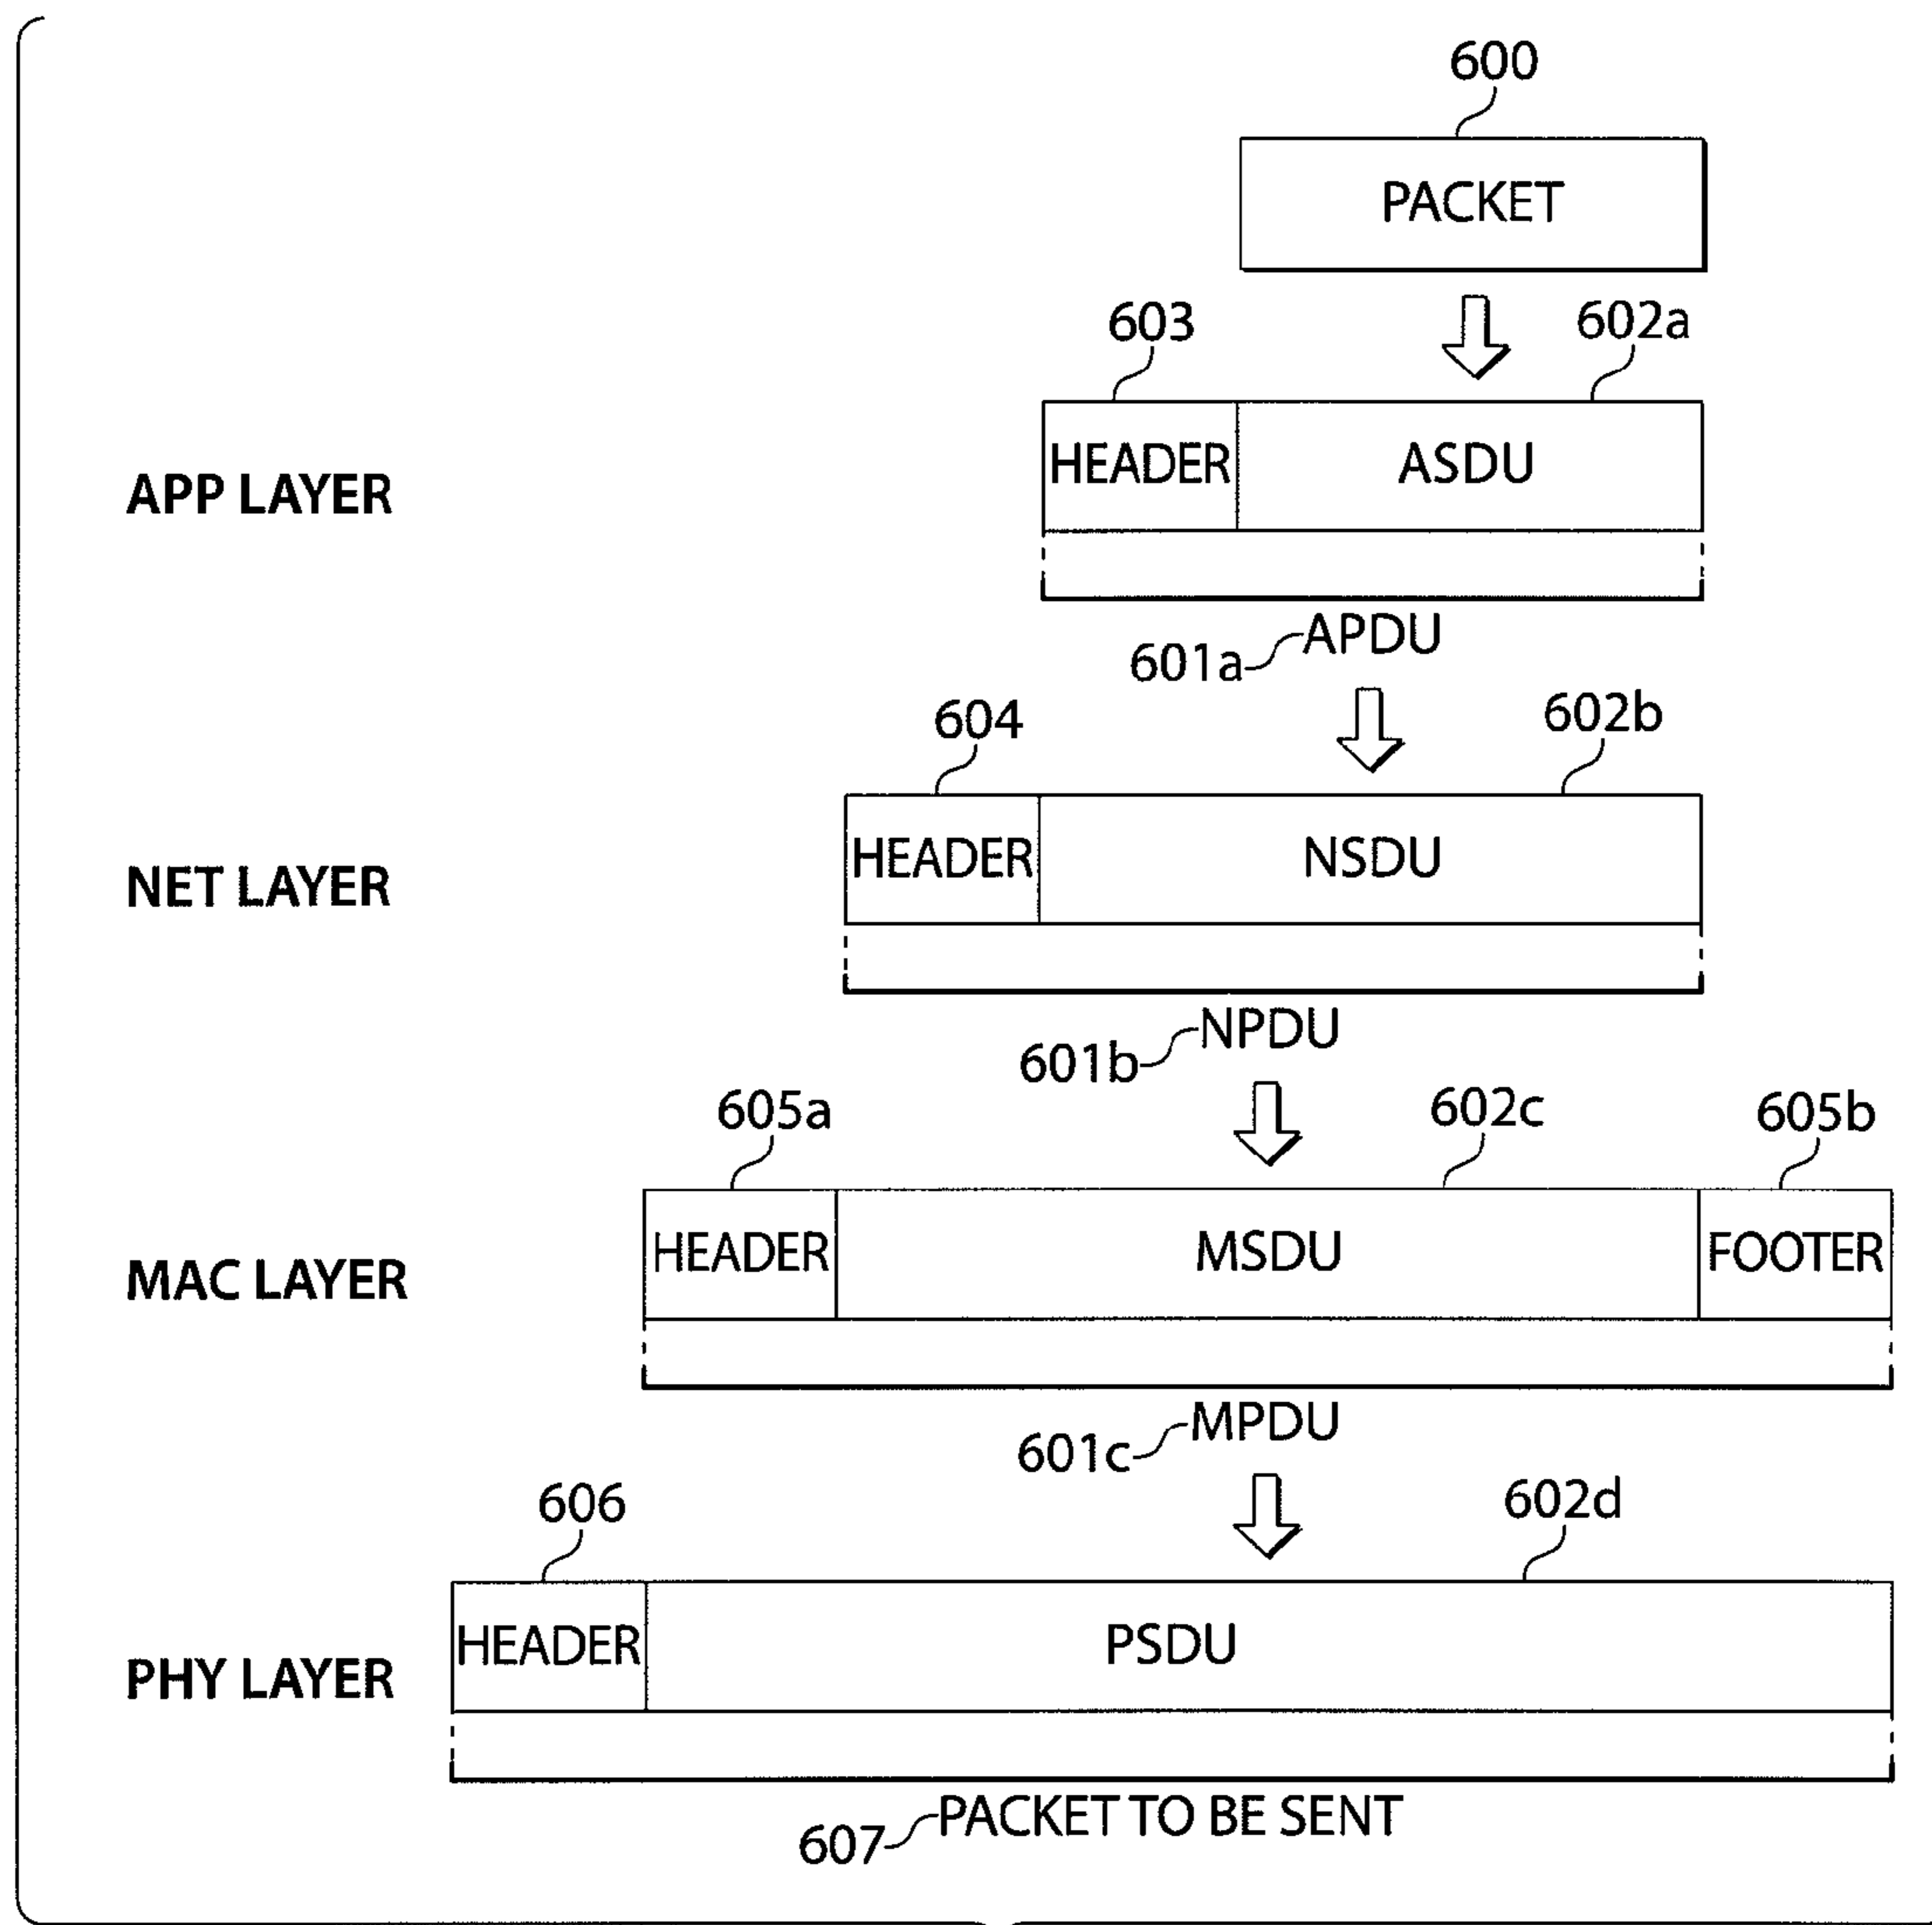 600
PACKET
603
602a
APP LAYER
HEADER
ASDU
601a
APDU
604
602b
NET LAYER
HEADER
NSDU
601b
NPDU
605a
602c
605b
MAC LAYER
HEADER
MSDU
FOOTER
601c
MPDU
606
602d
PHY LAYER
HEADER
PSDU
607
PACKET TO BE SENT